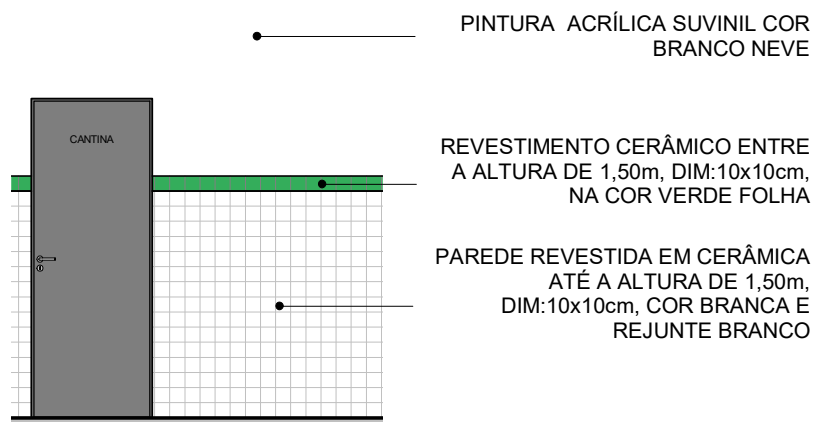 PINTURA ACRÍLICA SUVINIL COR
BRANCO NEVE
CANTINA
REVESTIMENTO CERÂMICO ENTRE
A ALTURA DE 1,50m, DIM:10x10cm,
NA COR VERDE FOLHA
PAREDE REVESTIDA EM CERÂMICA
ATÉ A ALTURA DE 1,50m,
DIM:10x10cm, COR BRANCA E
REJUNTE BRANCO